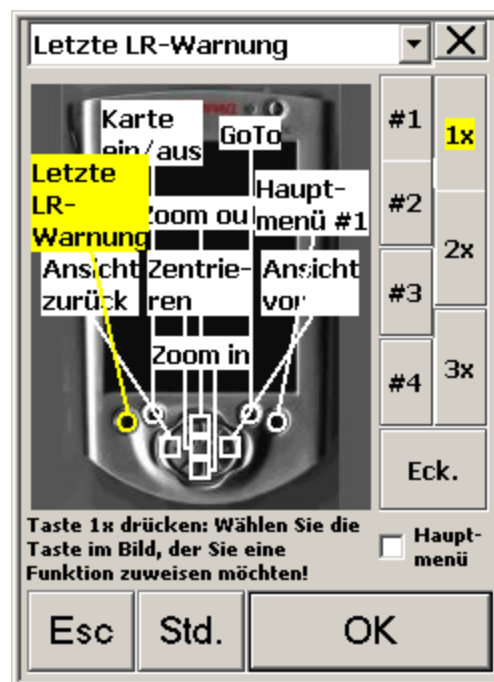 Letzte LR-Warnung
#1
1x
#2
2x
#3
#4
3x
Eck.
Karte
ein/aus
GoTo
Letzte
LR-
Warnung
Zoom
Haupt-
menü #1
Ansicht
zurück
Zentrie-
ren
Ansicht
vor
Zoom in
Taste 1x drücken: Wählen Sie die
Taste im Bild, der Sie eine
Funktion zuweisen möchten!
Haupt-
menü
Esc
Std.
OK